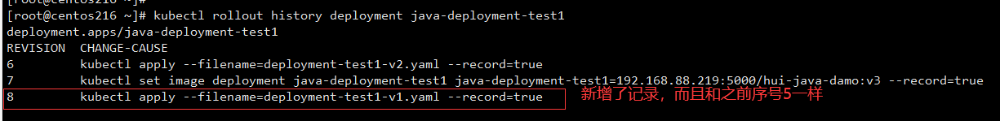 [root@centos216 ~]#
[root@centos216 ~]# kubectl rollout history deployment java-deployment-test1
deployment.apps/java-deployment-test1
REVISION  CHANGE-CAUSE
6         kubectl apply --filename=deployment-test1-v2.yaml --record=true
7         kubectl set image deployment java-deployment-test1 java-deployment-test1=192.168.88.219:5000/hui-java-damo:v3 --record=true
8         kubectl apply --filename=deployment-test1-v1.yaml --record=true 新增了记录，而且和之前序号5一样